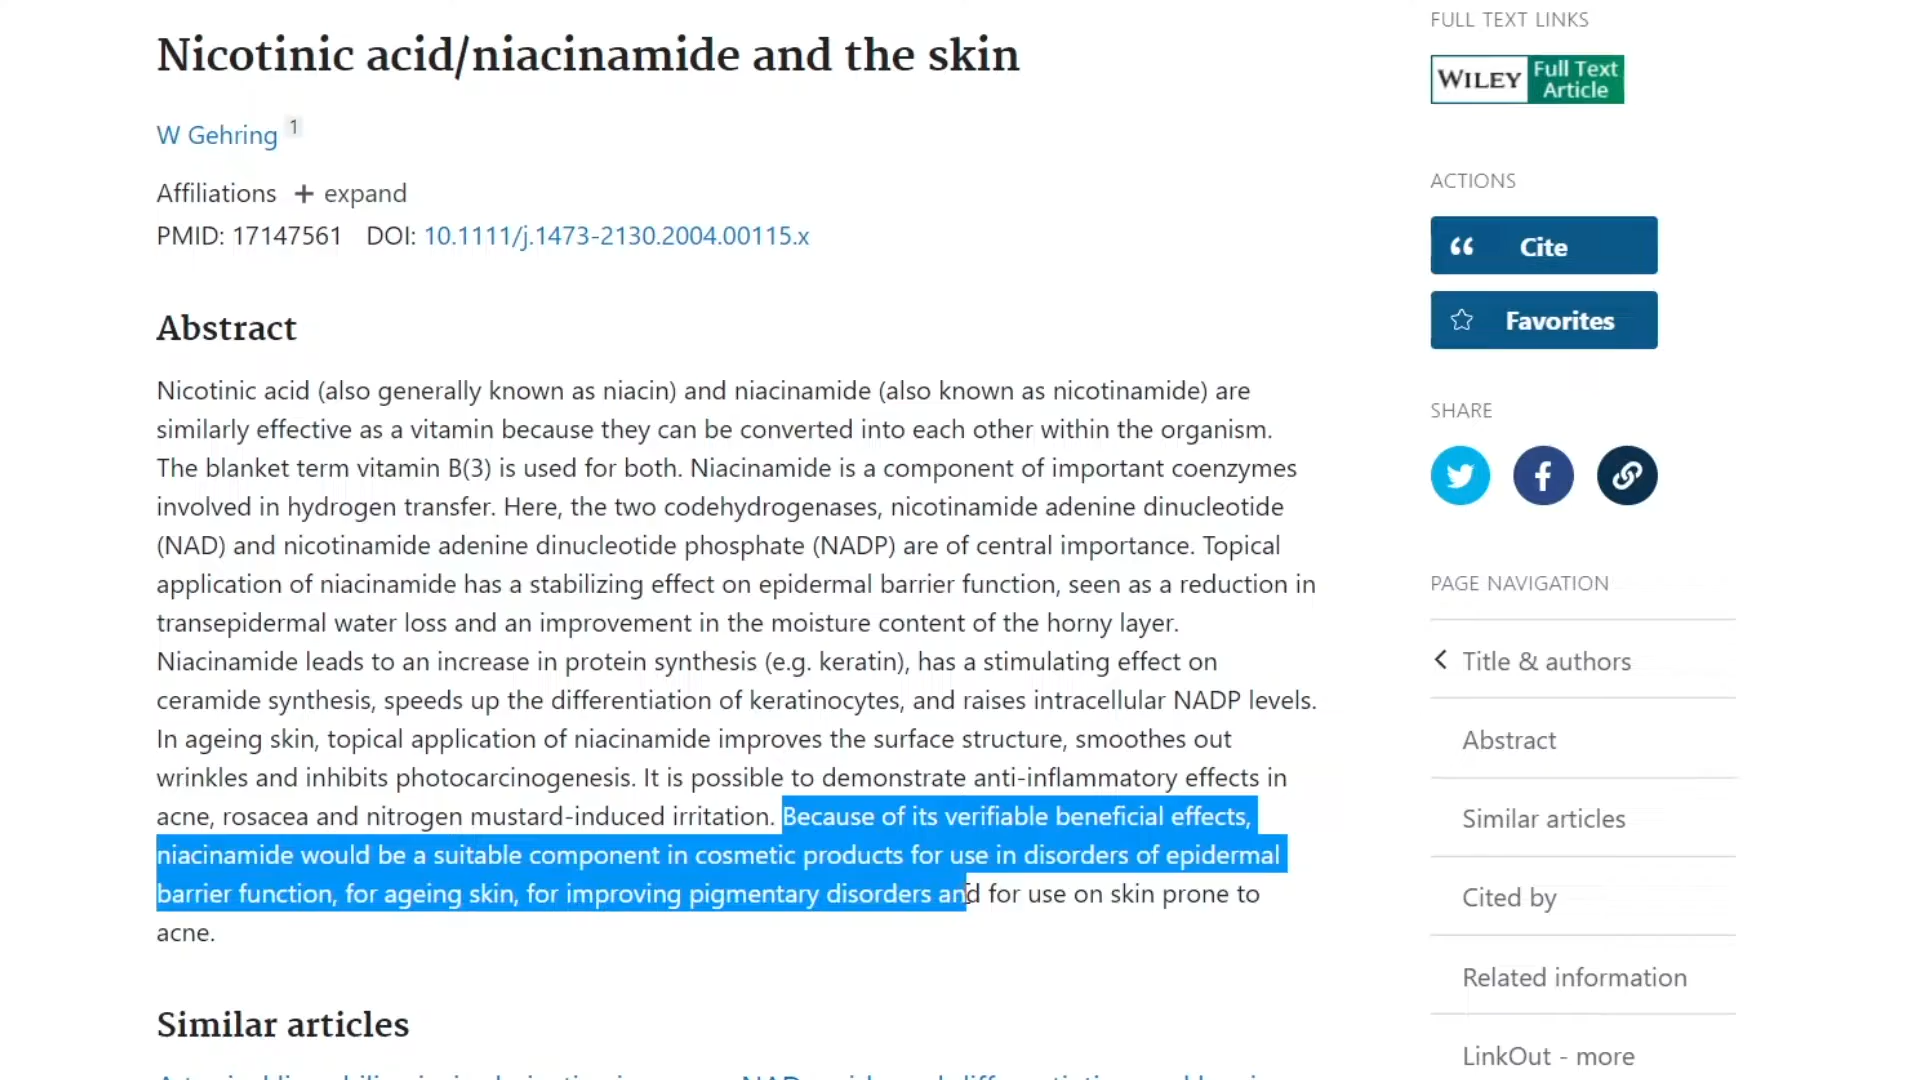 Nicotinic acid/niacinamide and the skin
W Gehring 1
Affiliations + expand
PMID: 17147561 DOI: 10.1111/j.1473-2130.2004.00115.x
Abstract
Nicotinic acid (also generally known as niacin) and niacinamide (also known as nicotinamide) are
similarly effective as a vitamin because they can be converted into each other within the organism.
The blanket term vitamin B(3) is used for both. Niacinamide is a component of important coenzymes
involved in hydrogen transfer. Here, the two codehydrogenases, nicotinamide adenine dinucleotide
(NAD) and nicotinamide adenine dinucleotide phosphate (NADP) are of central importance. Topical
application of niacinamide has a stabilizing effect on epidermal barrier function, seen as a reduction in
transepidermal water loss and an improvement in the moisture content of the horny layer.
Niacinamide leads to an increase in protein synthesis (e.g. keratin), has a stimulating effect on
ceramide synthesis, speeds up the differentiation of keratinocytes, and raises intracellular NADP levels.
In ageing skin, topical application of niacinamide improves the surface structure, smoothes out
wrinkles and inhibits photocarcinogenesis. It is possible to demonstrate anti-inflammatory effects in
acne, rosacea and nitrogen mustard-induced irritation. Because of its verifiable beneficial effects,
niacinamide would be a suitable component in cosmetic products for use in disorders of epidermal
barrier function, for ageing skin, for improving pigmentary disorders and for use on skin prone to
acne.
Similar articles
FULL TEXT LINKS
WILEY Full Text
Article
ACTIONS
Cite
Favorites
SHARE
PAGE NAVIGATION
Title & authors
Abstract
Similar articles
Cited by
Related information
LinkOut - more